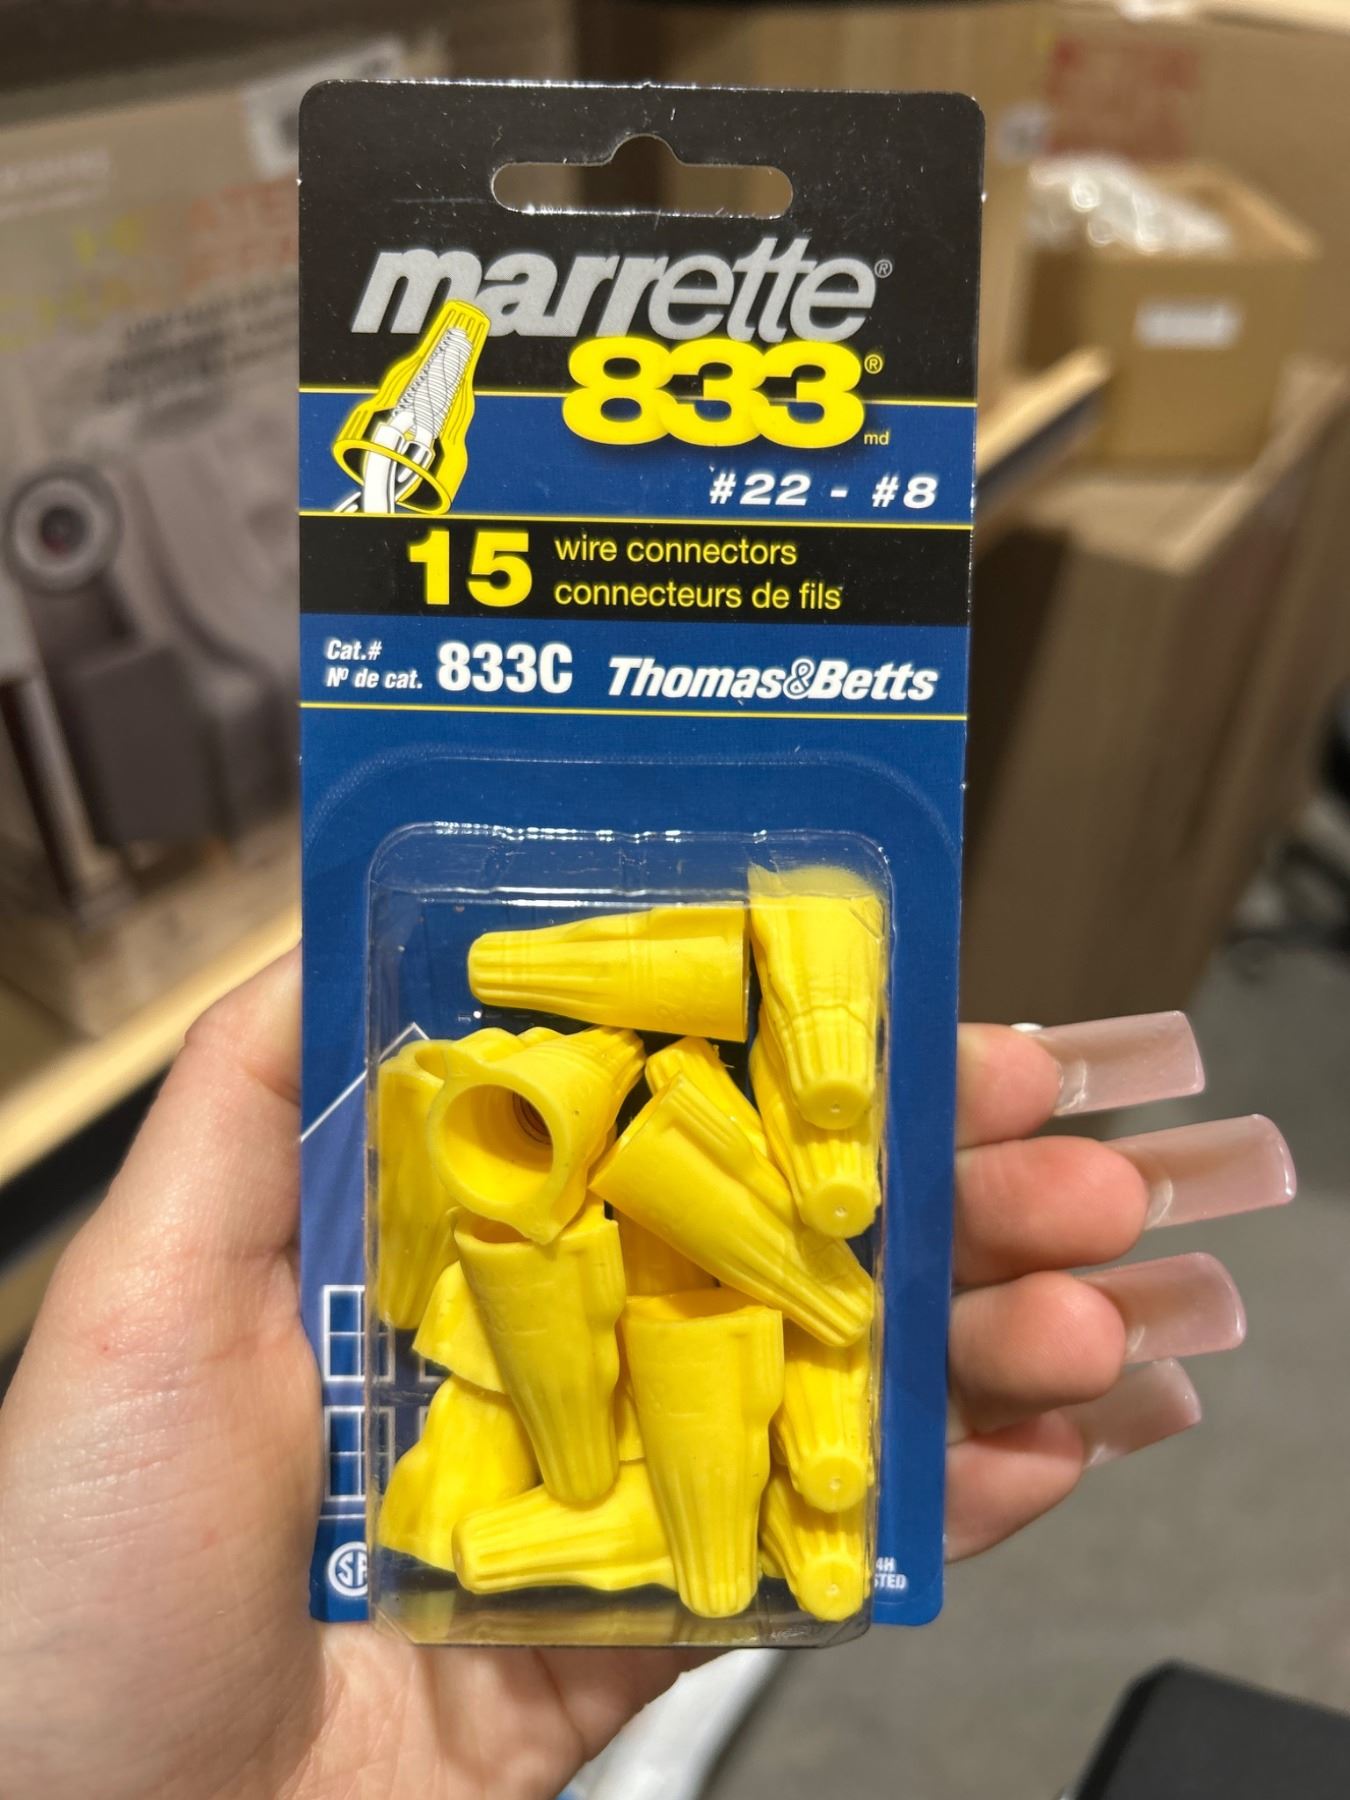 marrette®
833®
md
#22 - #8
15 wire connectors
connecteurs de fils
Cat.#
Nº de cat. 833C Thomas&Betts